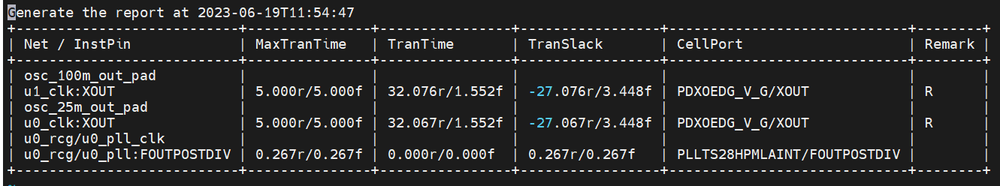 Generate the report at 2023-06-19T11:54:47
+---------------------------+---------------+----------------+-----------------+-----------------------------+--------+
| Net / InstPin             | MaxTranTime   | TranTime       | TranSlack       | CellPort                    | Remark |
+---------------------------+---------------+----------------+-----------------+-----------------------------+--------+
| osc_100m_out_pad          |               |                |                 |                             |        |
| u1_clk:XOUT               | 5.000r/5.000f | 32.076r/1.552f | -27.076r/3.448f | PDXOEDG_V_G/XOUT            | R      |
| osc_25m_out_pad           |               |                |                 |                             |        |
| u0_clk:XOUT               | 5.000r/5.000f | 32.067r/1.552f | -27.067r/3.448f | PDXOEDG_V_G/XOUT            | R      |
| u0_rcg/u0_pll_clk         |               |                |                 |                             |        |
| u0_rcg/u0_pll:FOUTPOSTDIV | 0.267r/0.267f | 0.000r/0.000f  | 0.267r/0.267f   | PLLTS28HPMLAINT/FOUTPOSTDIV |        |
+---------------------------+---------------+----------------+-----------------+-----------------------------+--------+